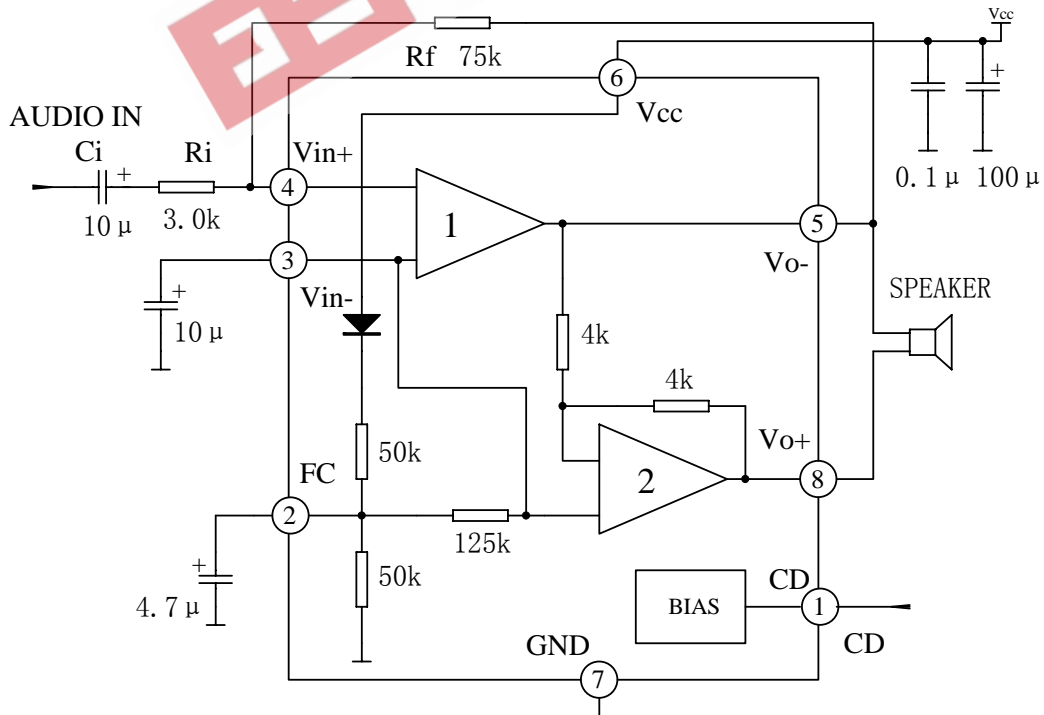 Vcc
Rf 75k
6
Vcc
AUDIO IN
Ci
Ri
Vin+
4
10μ
3.0k
0.1μ
100μ
1
5
3
Vo-
Vin-
SPEAKER
10μ
4k
4k
Vo+
50k
FC
2
8
2
125k
50k
CD
4.7μ
BIAS
1
GND
CD
7